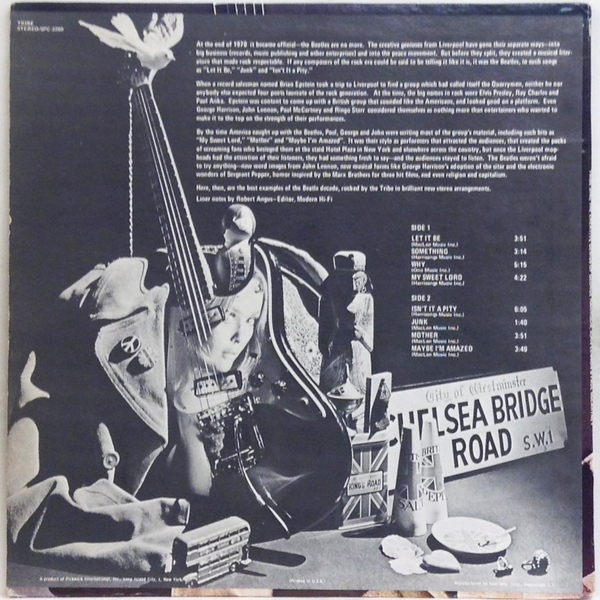 TRIBE
STEREO/SPC-3259
At the end of 1970 it became official—the Beatles are no more. The creative geniuses from Liverpool have gone their separate ways—into
big business (records, music publishing and other enterprises) and into the peace movement. But before they split, they created a musical liter-
ature that made rock respectable. If any composers of the rock era could be said to be telling it like it is, it was the Beatles, in such songs
as "Let It Be," "Junk" and "Isn't It a Pity."
When a record salesman named Brian Epstein took a trip to Liverpool to find a group which had called itself the Quarrymen, neither he nor
anybody else expected four poets laureate of the rock generation. At the time, the big names in rock were Elvis Presley, Ray Charles and
Paul Anka. Epstein was content to come up with a British group that sounded like the Americans, and looked good on a platform. Even
George Harrison, John Lennon, Paul McCartney and Ringo Starr considered themselves as nothing more than entertainers who wanted to
make it to the top on the strength of their performances.
By the time America caught up with the Beatles, Paul, George and John were writing most of the group's material, including such hits as
"My Sweet Lord," "Mother" and "Maybe I'm Amazed". It was their style as performers that attracted the audiences, that created the packs
of screaming fans who besieged them at the staid Hotel Plaza in New York and elsewhere across the country, but once the Liverpool mop-
heads had the attention of their listeners, they had something fresh to say—and the audiences stayed to listen. The Beatles weren't afraid
to try anything—new word images from John Lennon, new musical forms like George Harrison's adoption of the sitar and the electronic
wonders of Sergeant Pepper, humor inspired by the Marx Brothers for three hit films, and even religion and capitalism.
Here, then, are the best examples of the Beatle decade, rocked by the Tribe in brilliant new stereo arrangements.
Liner notes by Robert Angus—Editor, Modern Hi-Fi
SIDE 1
LET IT BE 3:51
(MacLen Music Inc.)
SOMETHING 3:14
(Harrisongs Music Inc.)
WHY 5:15
(Ono Music Inc.)
MY SWEET LORD 4:22
(Harrisongs Music Inc.)
SIDE 2
ISN'T IT A PITY 6:05
(Harrisongs Music Inc.)
JUNK 1:40
(MacLen Music Inc.)
MOTHER 3:51
(MacLen Music Inc.)
MAYBE I'M AMAZED 3:49
(MacLen Music Inc.)
City of Westminster
CHELSEA BRIDGE
ROAD S.W.1
KINGS ROAD
BRIT
SAL
PEPP
A product of Pickwick International, Inc., Long Island City, 1, New York
Printed in U.S.A.